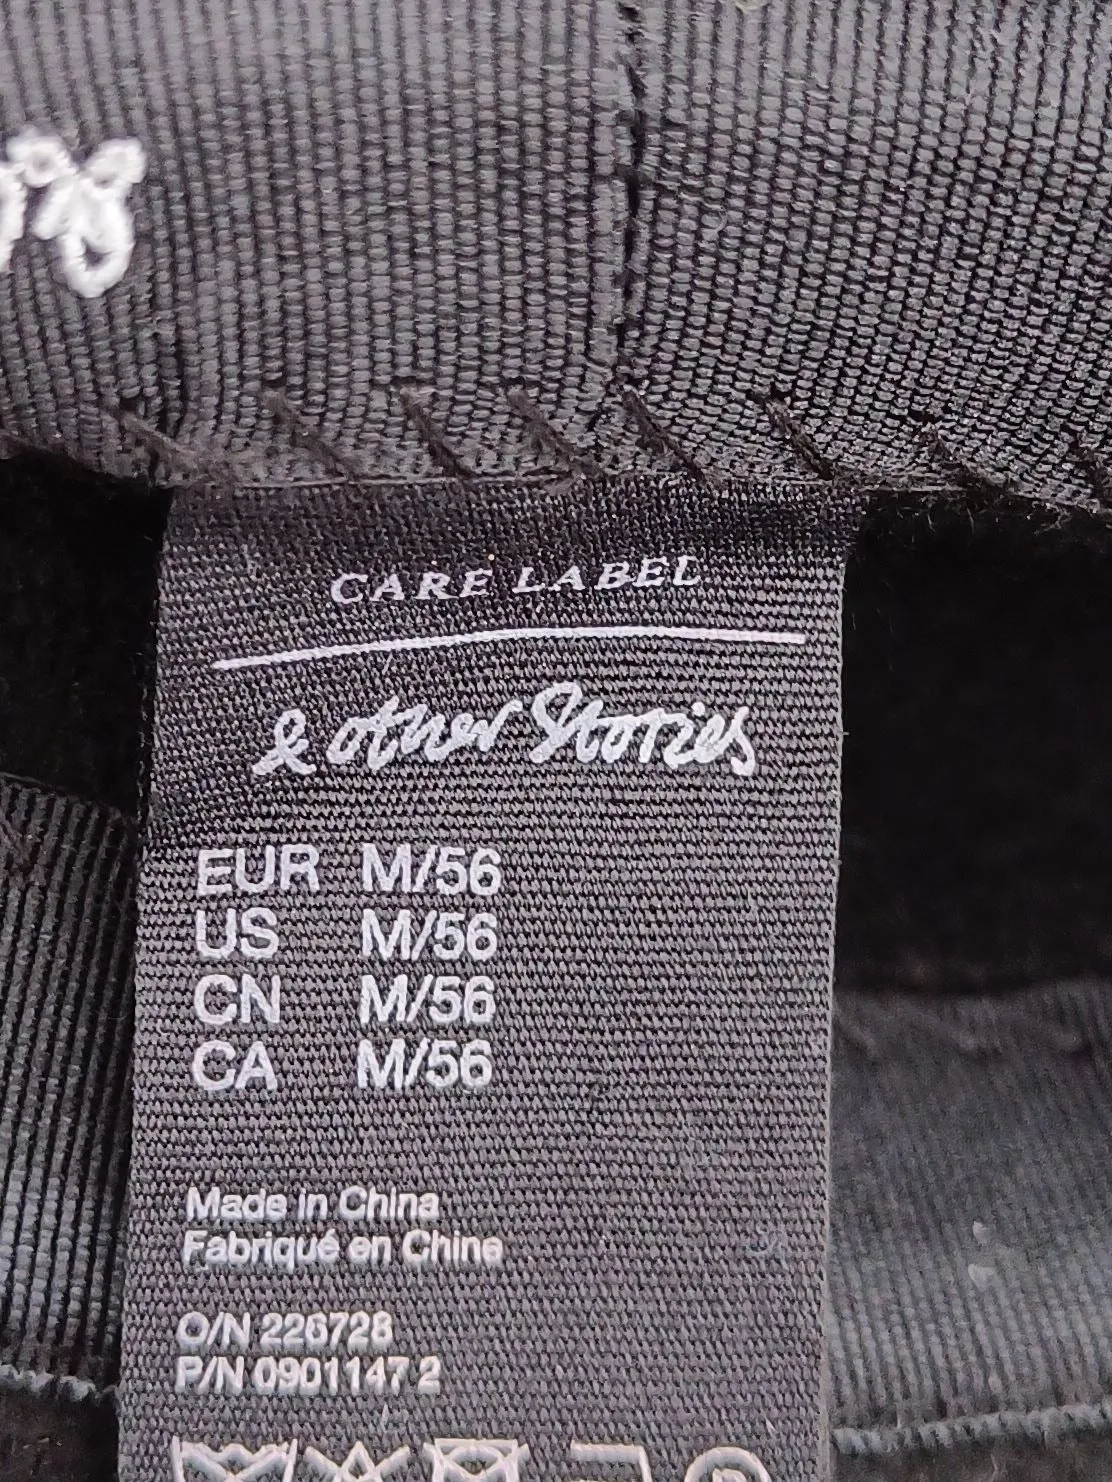 CARE LABEL
& other Stories
EUR M/56
US M/56
CN M/56
CA M/56
Made in China
Fabriqué en Chine
O/N 226728
P/N 0901147 2